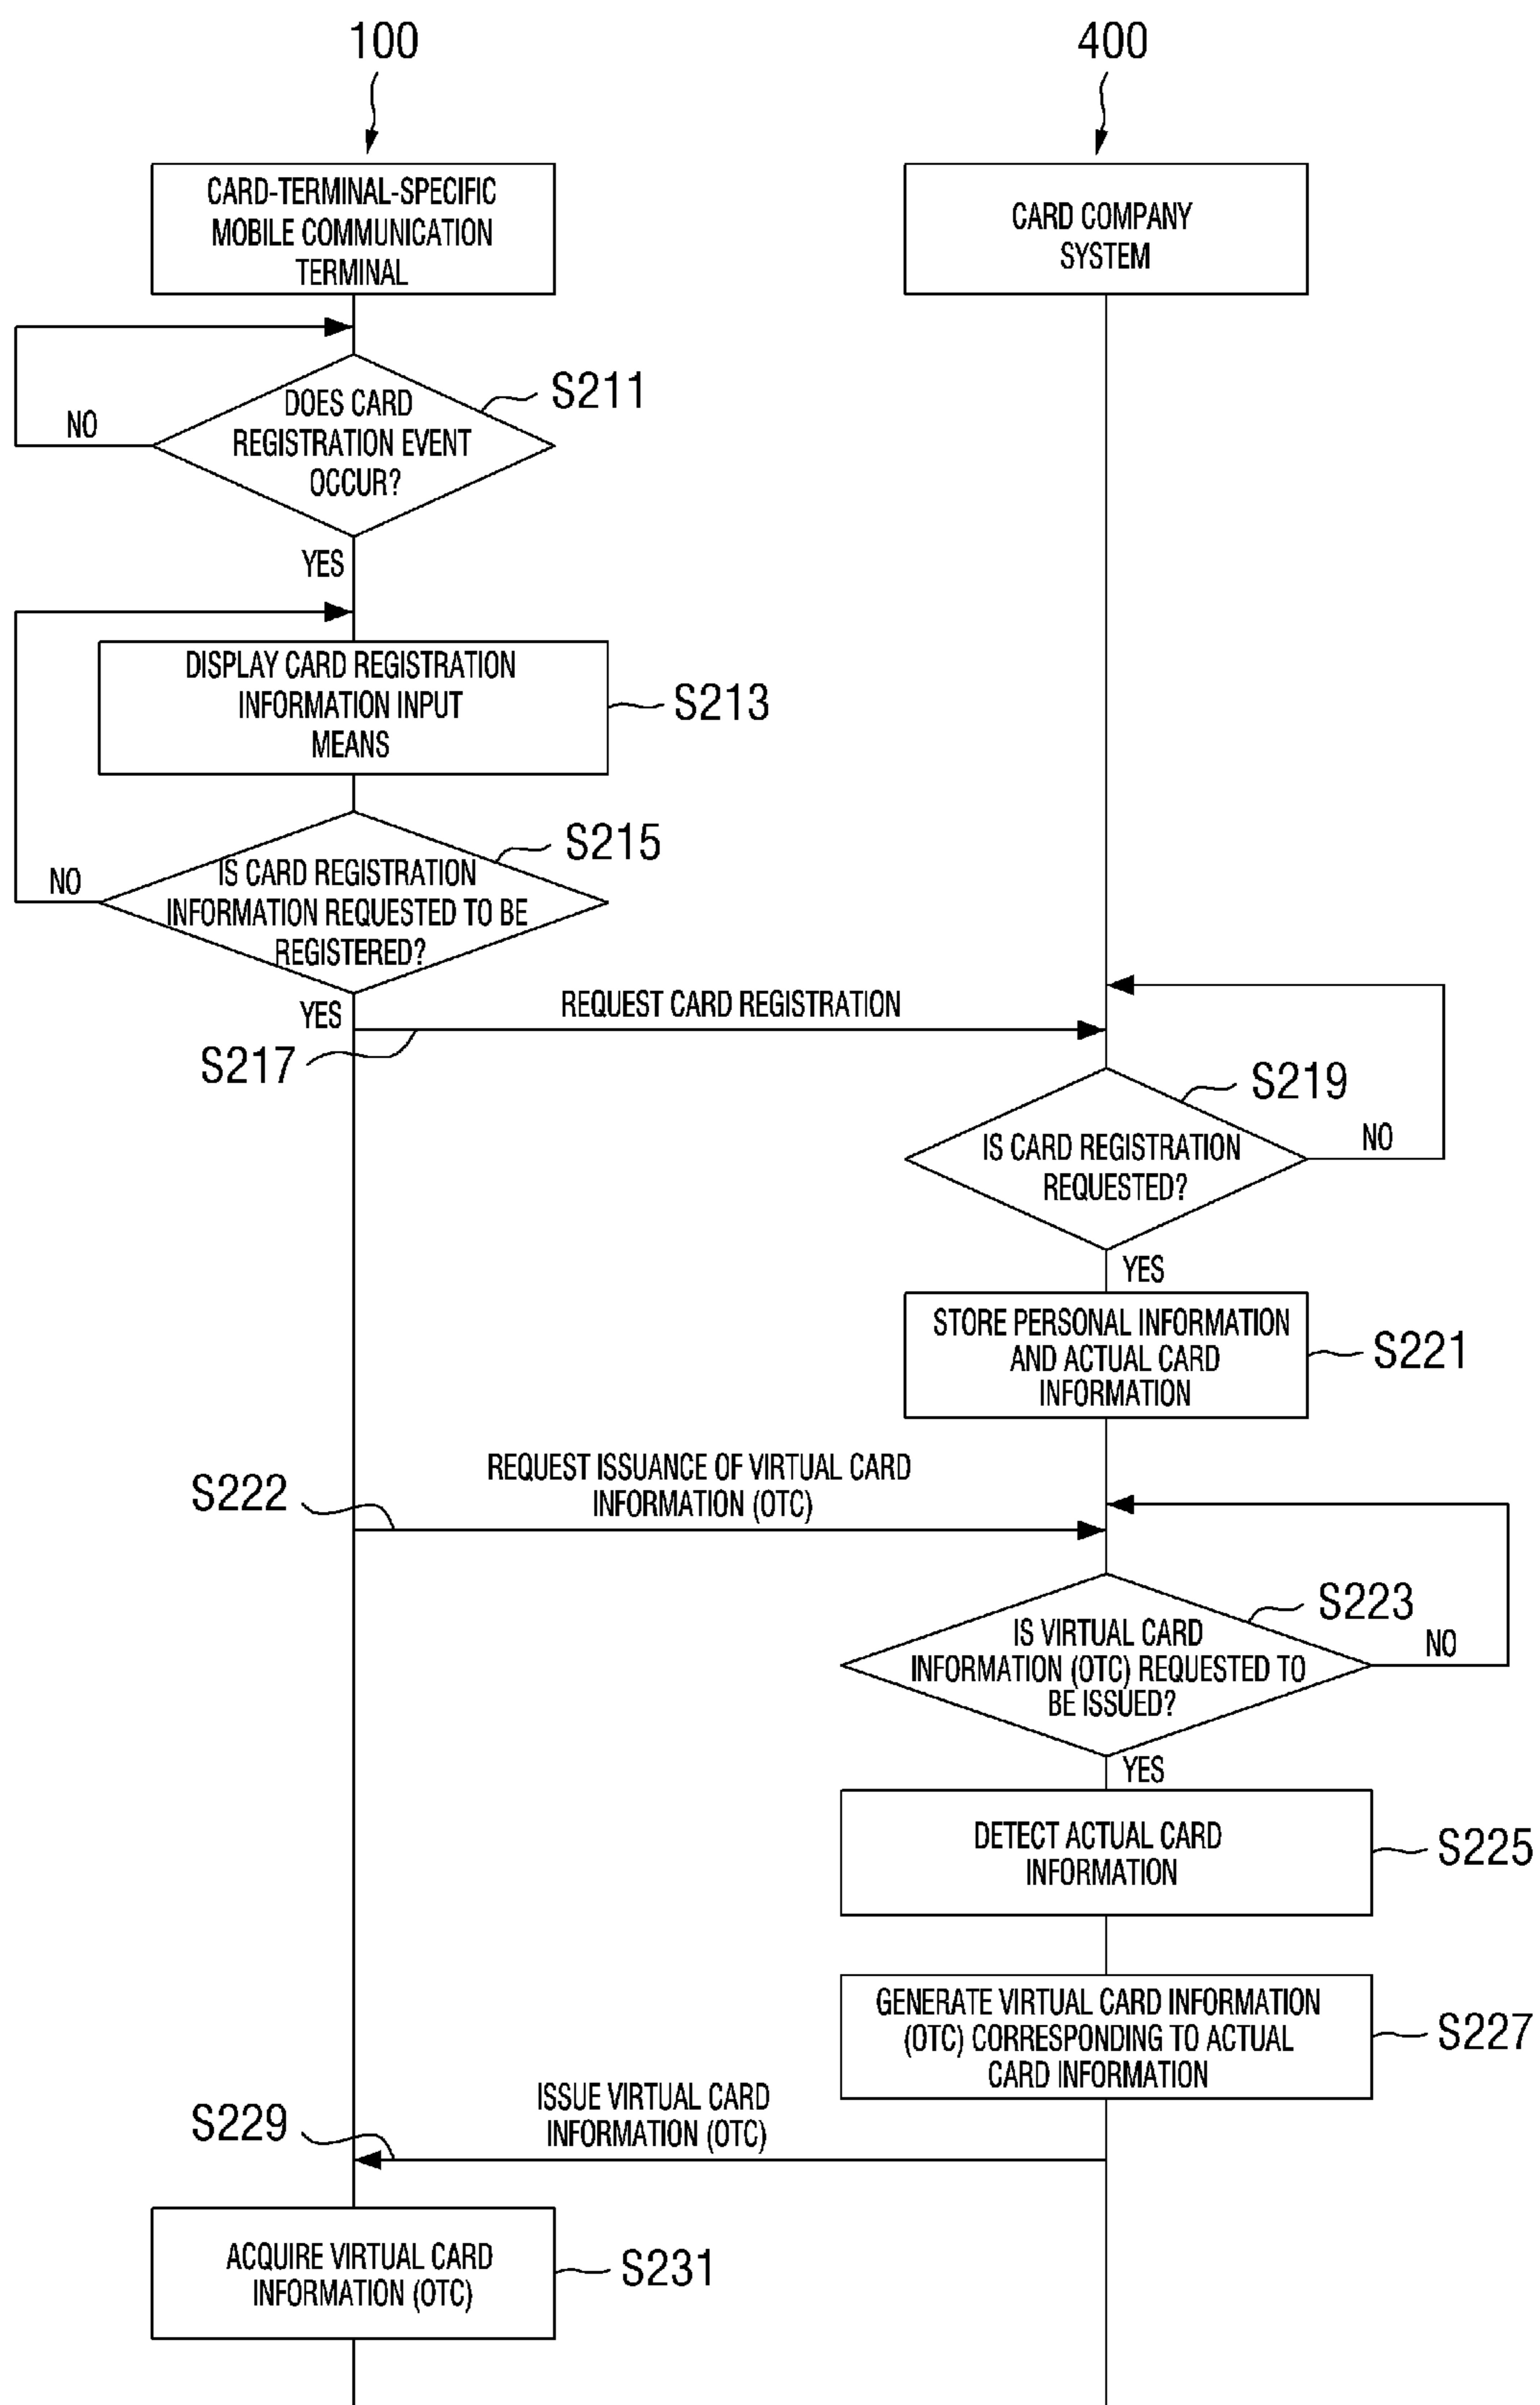 100
400
CARD-TERMINAL-SPECIFIC
MOBILE COMMUNICATION
TERMINAL
CARD COMPANY
SYSTEM
DOES CARD
REGISTRATION EVENT
OCCUR?
S211
NO
YES
DISPLAY CARD REGISTRATION
INFORMATION INPUT
MEANS
S213
IS CARD REGISTRATION
INFORMATION REQUESTED TO BE
REGISTERED?
S215
NO
YES
REQUEST CARD REGISTRATION
S217
IS CARD REGISTRATION
REQUESTED?
S219
NO
YES
STORE PERSONAL INFORMATION
AND ACTUAL CARD
INFORMATION
S221
REQUEST ISSUANCE OF VIRTUAL CARD
INFORMATION (OTC)
S222
IS VIRTUAL CARD
INFORMATION (OTC) REQUESTED TO
BE ISSUED?
S223
NO
YES
DETECT ACTUAL CARD
INFORMATION
S225
GENERATE VIRTUAL CARD INFORMATION
(OTC) CORRESPONDING TO ACTUAL
CARD INFORMATION
S227
ISSUE VIRTUAL CARD
INFORMATION (OTC)
S229
ACQUIRE VIRTUAL CARD
INFORMATION (OTC)
S231